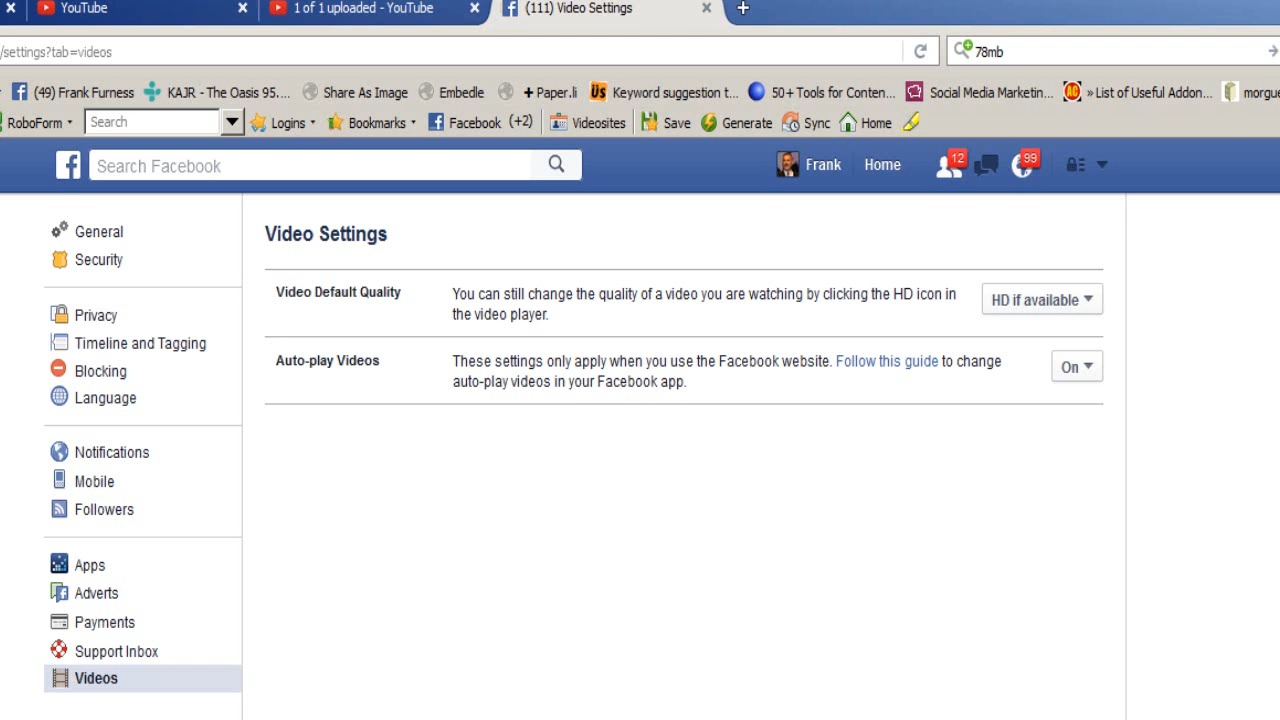 YouTube
1 of 1 uploaded - YouTube
(111) Video Settings
/settings?tab=videos
78mb
(49) Frank Furness
KAJR - The Oasis 95....
Share As Image
Embedle
+ Paper.li
Us
Keyword suggestion t...
50+ Tools for Conten...
Social Media Marketin...
AC
» List of Useful Addon...
morgue
RoboForm
Search
Logins
Bookmarks
Facebook (+2)
Videosites
Save
Generate
Sync
Home
Search Facebook
Frank
Home
12
99
General
Security
Privacy
Timeline and Tagging
Blocking
Language
Notifications
Mobile
Followers
Apps
Adverts
Payments
Support Inbox
Videos
Video Settings
Video Default Quality
You can still change the quality of a video you are watching by clicking the HD icon in
the video player.
HD if available
Auto-play Videos
These settings only apply when you use the Facebook website. Follow this guide to change
auto-play videos in your Facebook app.
On